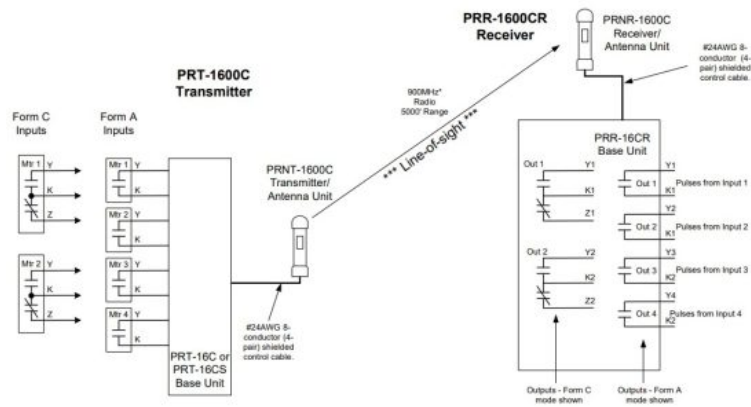 PRT-1600C
Transmitter
Form C
Inputs
Form A
Inputs
Mtr 1
Y
K
Z
Mtr 2
Y
K
Z
Mtr 1
Y
K
Mtr 2
Y
K
Mtr 3
Y
K
Mtr 4
Y
K
PRT-16C or
PRT-16CS
Base Unit
PRNT-1600C
Transmitter/
Antenna Unit
#24AWG 8-
conductor (4-
pair) shielded
control cable.
900MHz*
Radio
5000' Range
*** Line-of-sight ***
PRR-1600CR
Receiver
PRNR-1600C
Receiver/
Antenna Unit
#24AWG 8-
conductor (4-
pair) shielded
control cable.
PRR-16CR
Base Unit
Out 1
Y1
K1
Z1
Out 2
Y2
K2
Z2
Y1
Out 1
Pulses from Input 1
K1
Y2
Out 2
Pulses from Input 2
K1
Y3
Out 3
Pulses from Input 3
K2
Y4
Out 4
Pulses from Input 4
K2
Outputs - Form C
mode shown
Outputs - Form A
mode shown